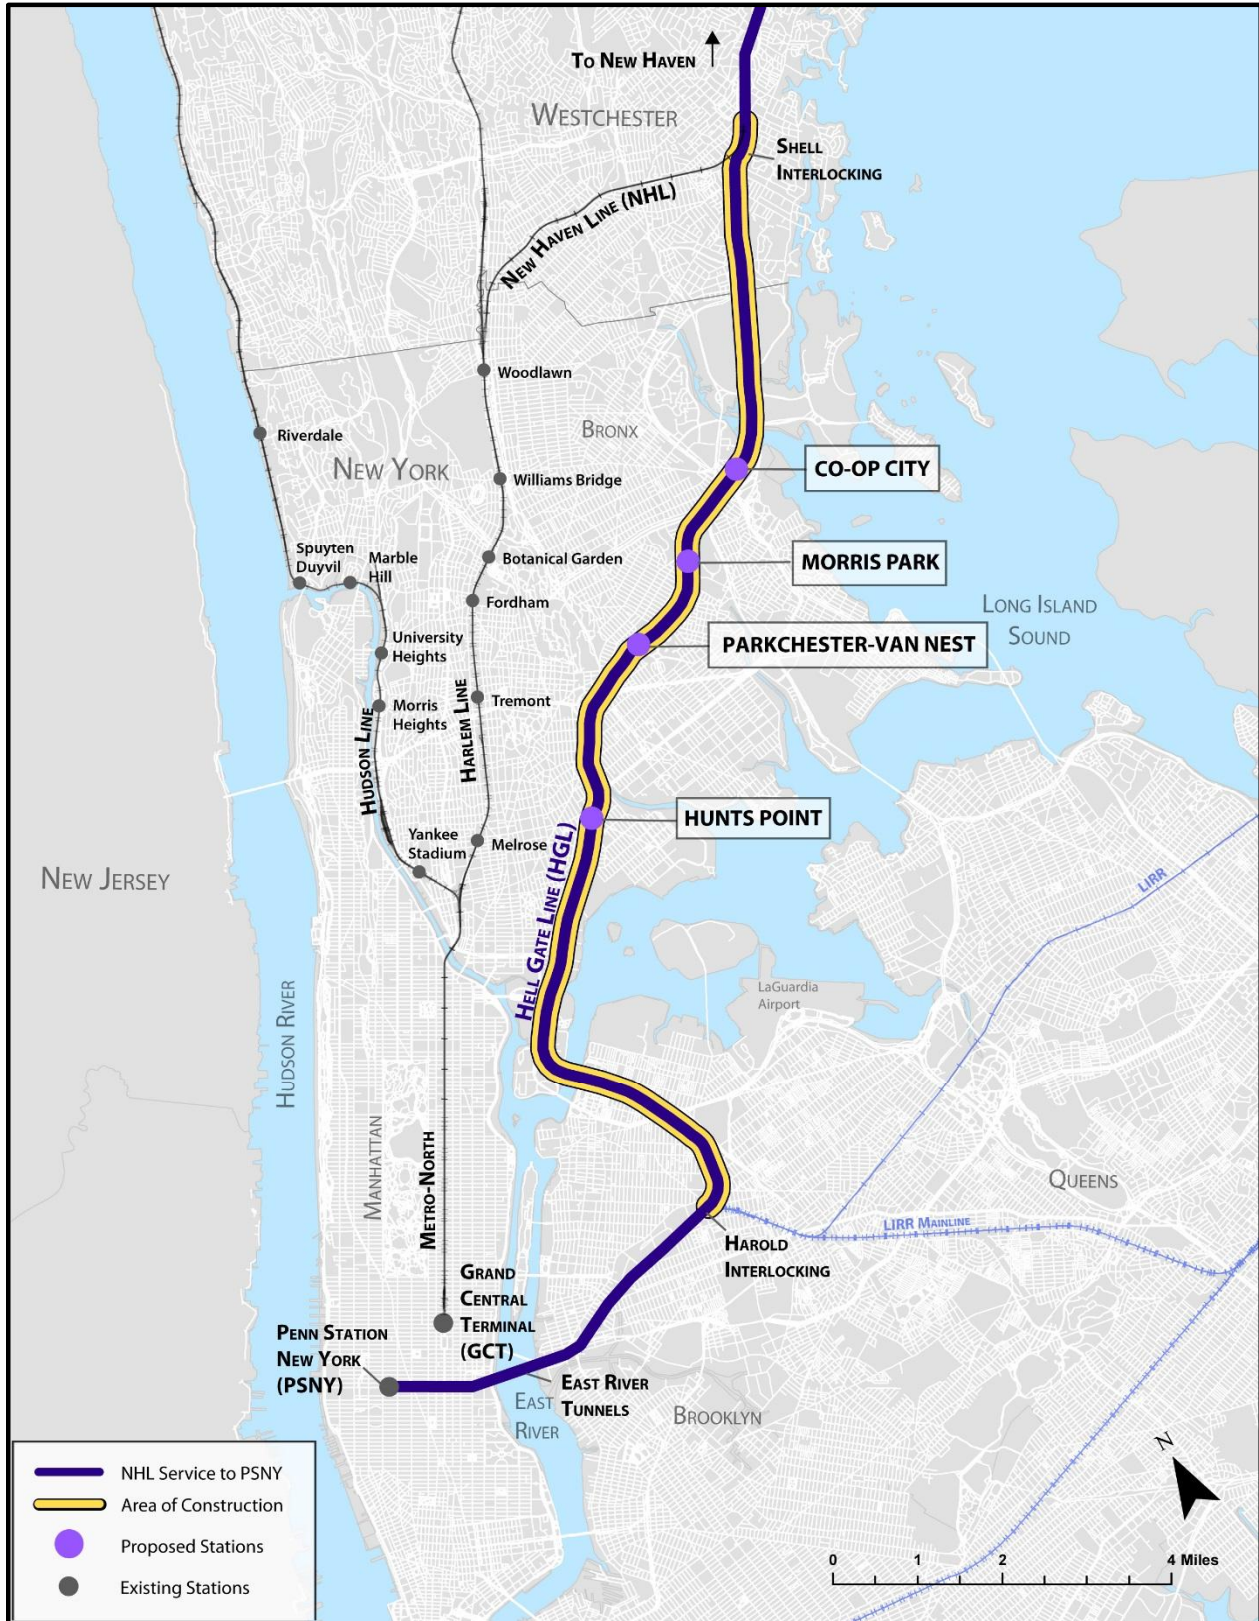 TO NEW HAVEN
WESTCHESTER
SHELL
INTERLOCKING
NEW HAVEN LINE (NHL)
Woodlawn
BRONX
Riverdale
NEW YORK
CO-OP CITY
Williams Bridge
Spuyten
Duyvil
Marble
Hill
Botanical Garden
MORRIS PARK
Fordham
LONG ISLAND
SOUND
University
Heights
PARKCHESTER-VAN NEST
Morris
Heights
Tremont
HUDSON LINE
HARLEM LINE
HUNTS POINT
Yankee
Stadium
Melrose
NEW JERSEY
HELL GATE LINE (HGL)
LIRR
LaGuardia
Airport
HUDSON RIVER
MANHATTAN
METRO-NORTH
QUEENS
LIRR MAINLINE
HAROLD
INTERLOCKING
GRAND
CENTRAL
TERMINAL
(GCT)
PENN STATION
NEW YORK
(PSNY)
EAST RIVER
TUNNELS
EAST
RIVER
BROOKLYN
N
NHL Service to PSNY
Area of Construction
Proposed Stations
Existing Stations
0 1 2 4 Miles